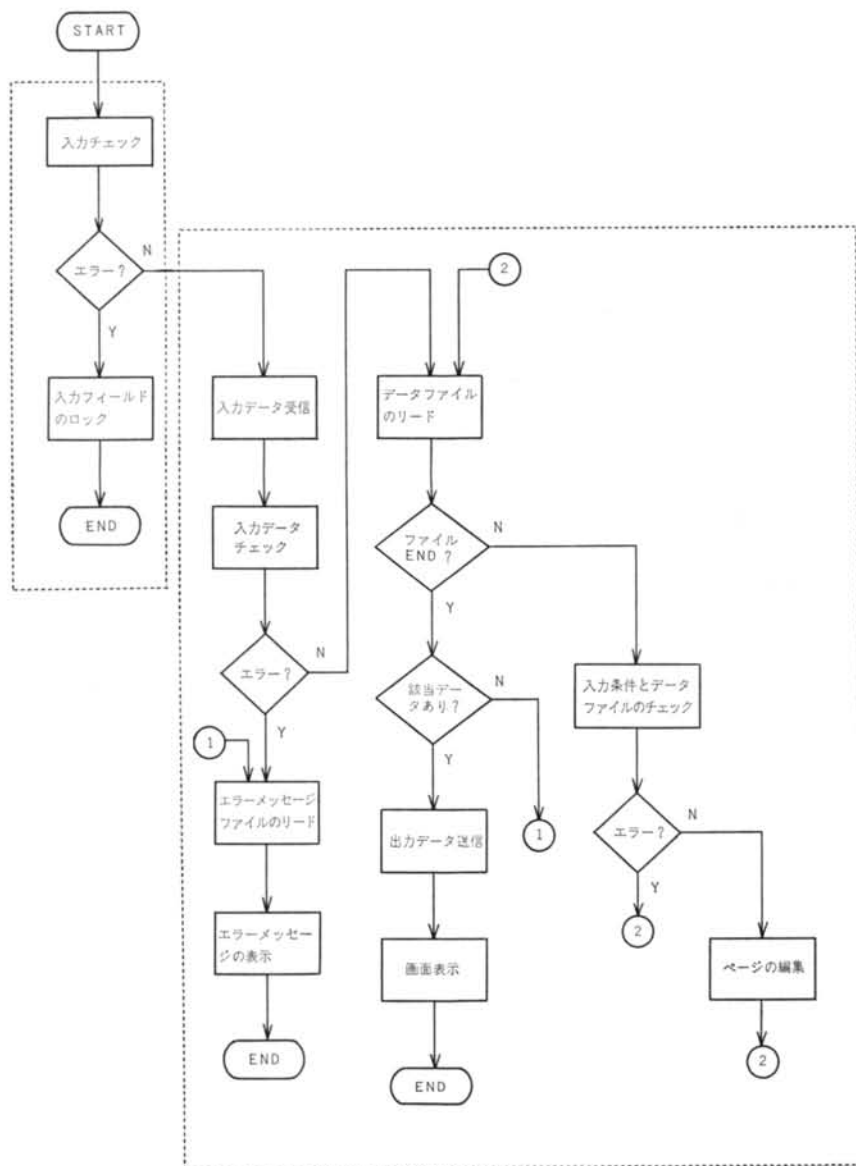 START
入力チェック
エラー?
N
Y
入力フィールド
のロック
END
入力データ受信
入力データ
チェック
エラー?
N
Y
1
エラーメッセージ
ファイルのリード
エラーメッセー
ジの表示
END
2
データファイル
のリード
ファイル
END ?
N
Y
該当デー
タあり?
N
Y
1
出力データ送信
画面表示
END
入力条件とデータ
ファイルのチェック
エラー?
N
Y
2
ページの編集
2